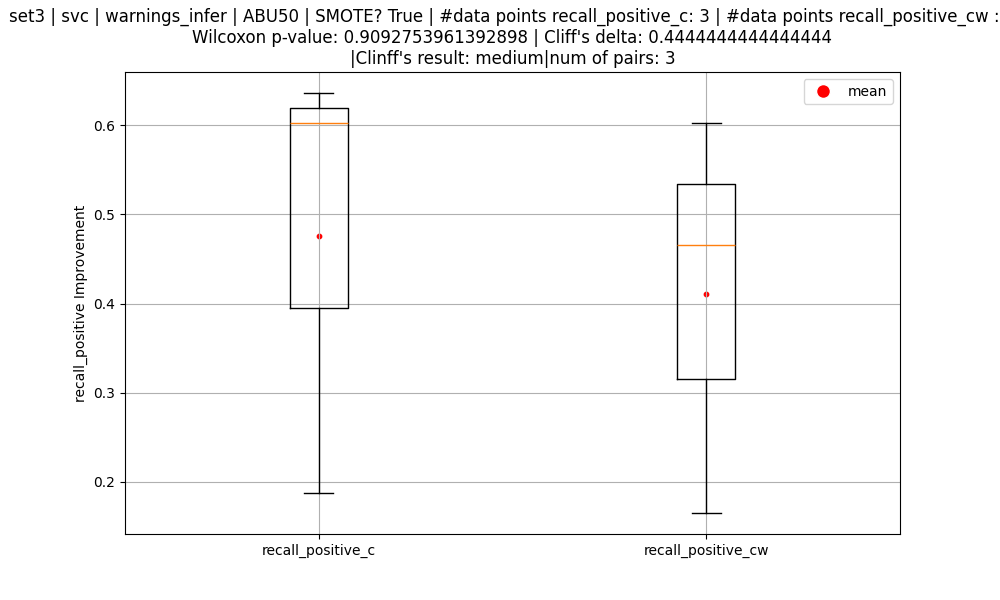 set3 | svc | warnings_infer | ABU50 | SMOTE? True | #data points recall_positive_c: 3 | #data points recall_positive_cw :
Wilcoxon p-value: 0.9092753961392898 | Cliff's delta: 0.4444444444444444
|Clinff's result: medium|num of pairs: 3
mean
0.6
0.5
0.4
0.3
0.2
recall_positive Improvement
recall_positive_c
recall_positive_cw